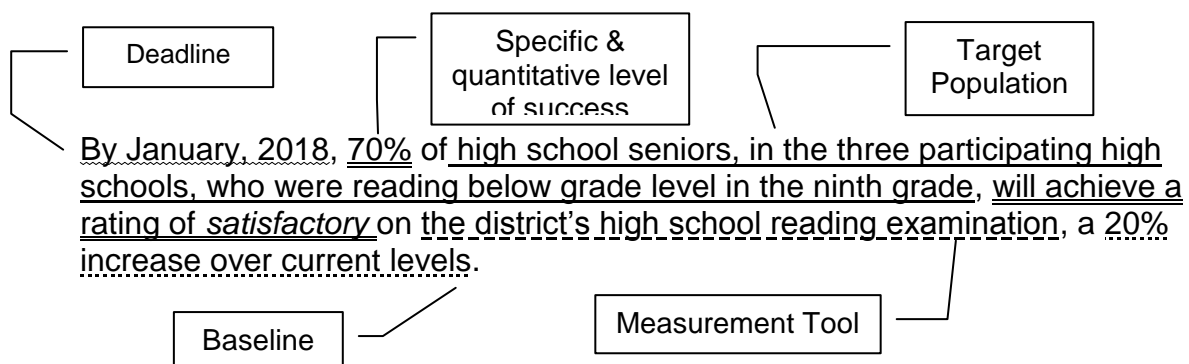 Deadline
Specific &
quantitative level
of success
Target
Population
By January, 2018, 70% of high school seniors, in the three participating high
schools, who were reading below grade level in the ninth grade, will achieve a
rating of satisfactory on the district’s high school reading examination, a 20%
increase over current levels.
Baseline
Measurement Tool